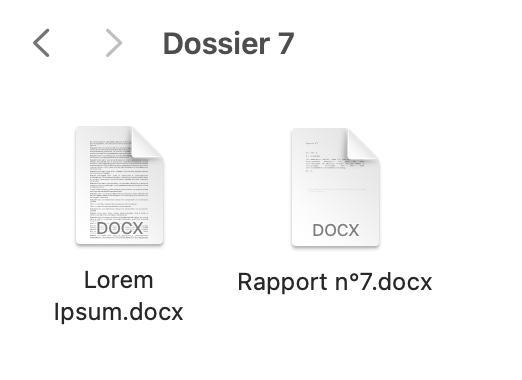 Dossier 7
DOCX
DOCX
Lorem
Ipsum.docx
Rapport n°7.docx